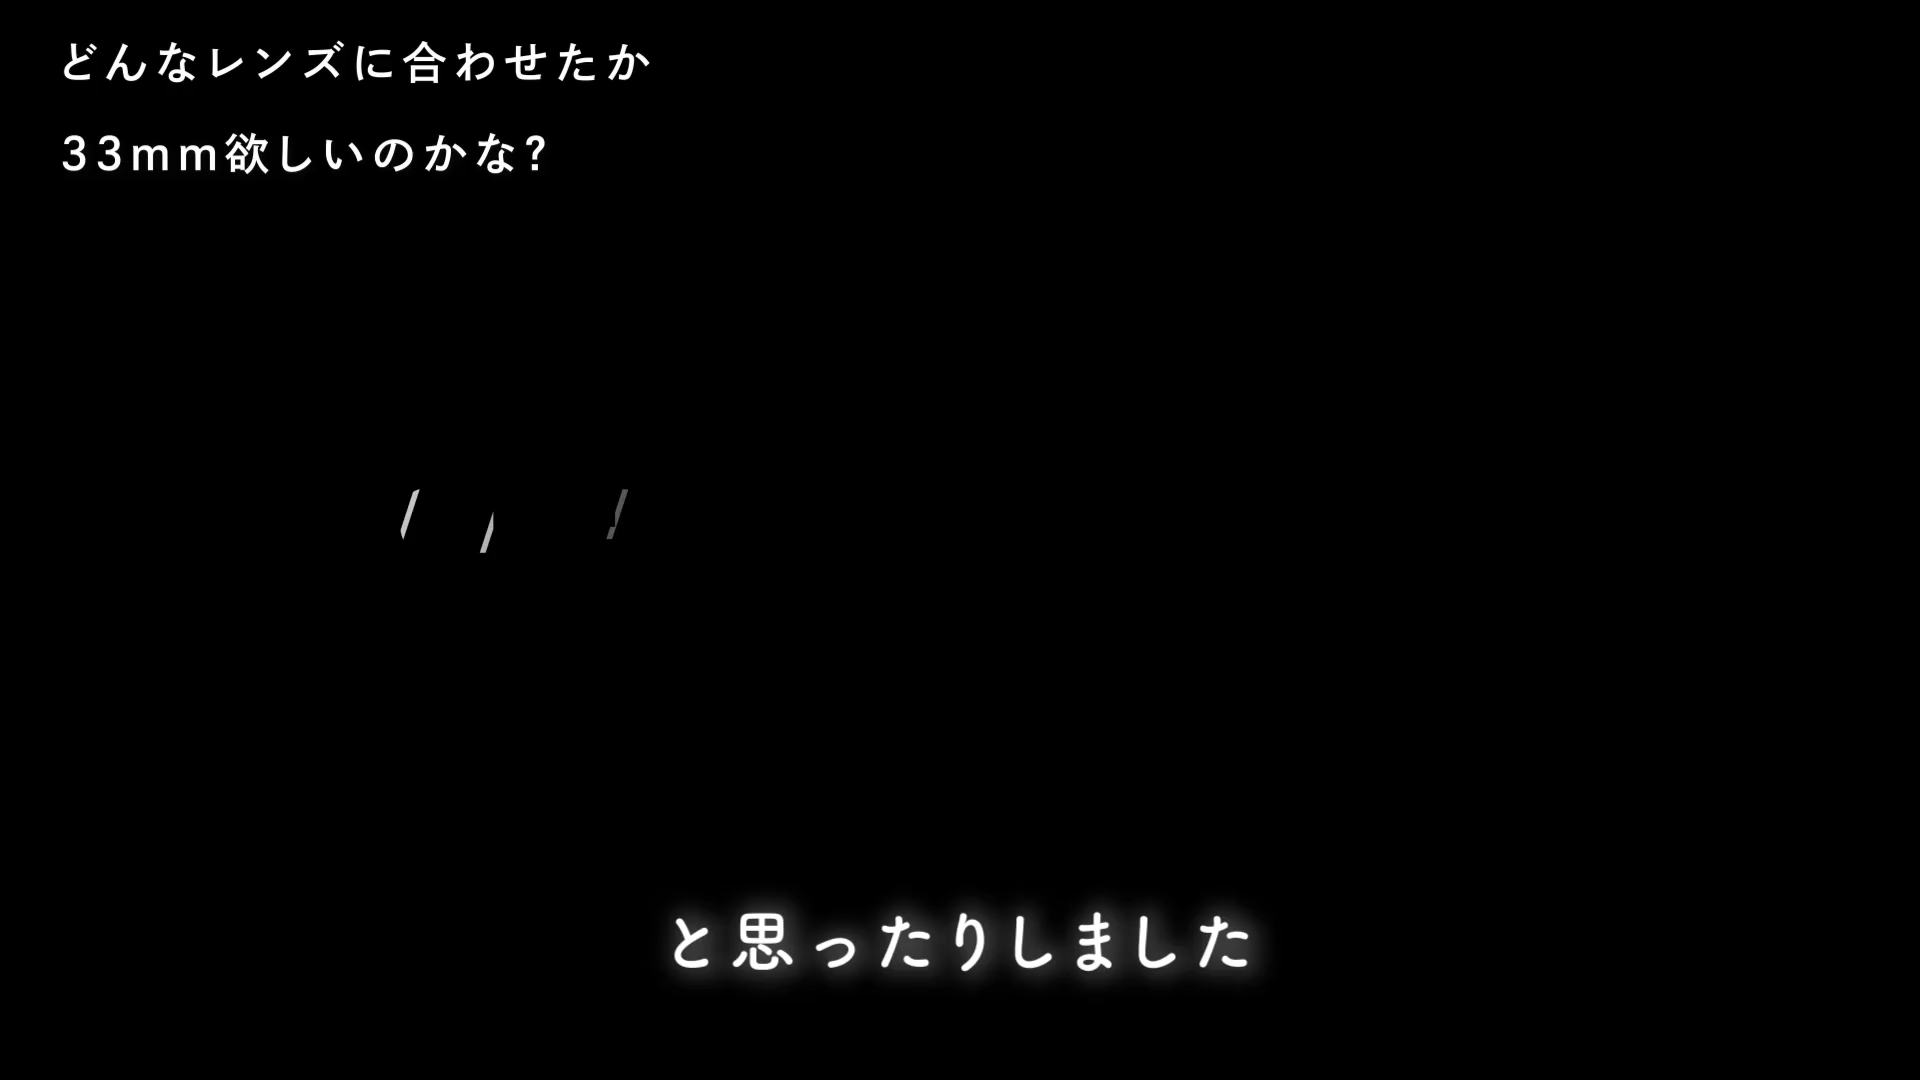 どんなレンズに合わせたか
33mm欲しいのかな?
と思ったりしました